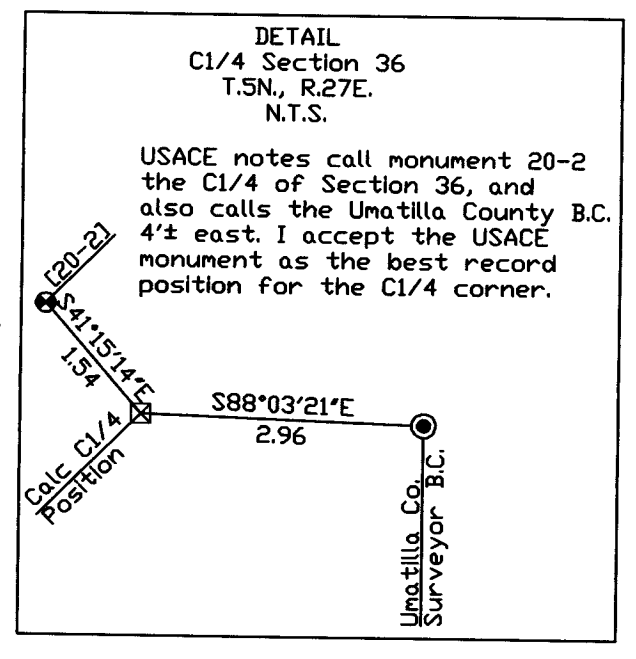 DETAIL
C1/4 Section 36
T.5N., R.27E.
N.T.S.
USACE notes call monument 20-2
the C1/4 of Section 36, and
also calls the Umatilla County B.C.
4'± east. I accept the USACE
monument as the best record
position for the C1/4 corner.
[20-2]
S41°15'14"E
1.54
S88°03'21"E
2.96
Calc C1/4
Position
Umatilla Co.
Surveyor B.C.